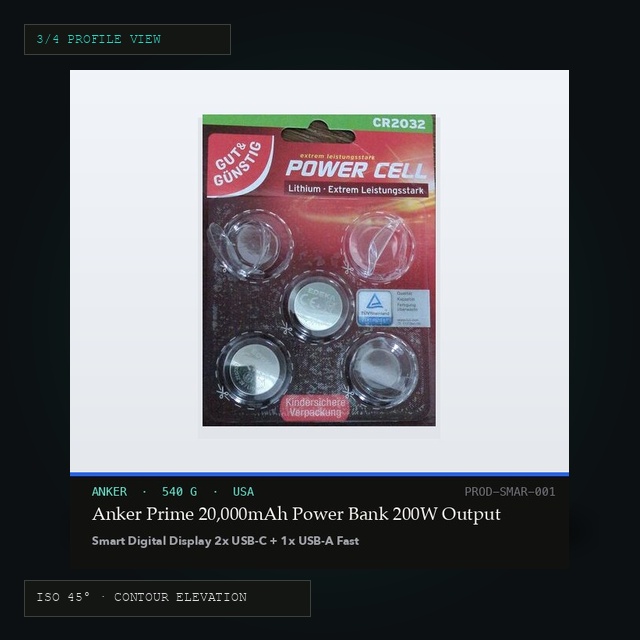 3/4 PROFILE VIEW
CR2032
GUT&
GÜNSTIG
extrem leistungsstark
POWER CELL
Lithium · Extrem Leistungsstark
Kindersichere
Verpackung
ANKER · 540 G · USA
PROD-SMAR-001
Anker Prime 20,000mAh Power Bank 200W Output
Smart Digital Display 2x USB-C + 1x USB-A Fast
ISO 45° · CONTOUR ELEVATION